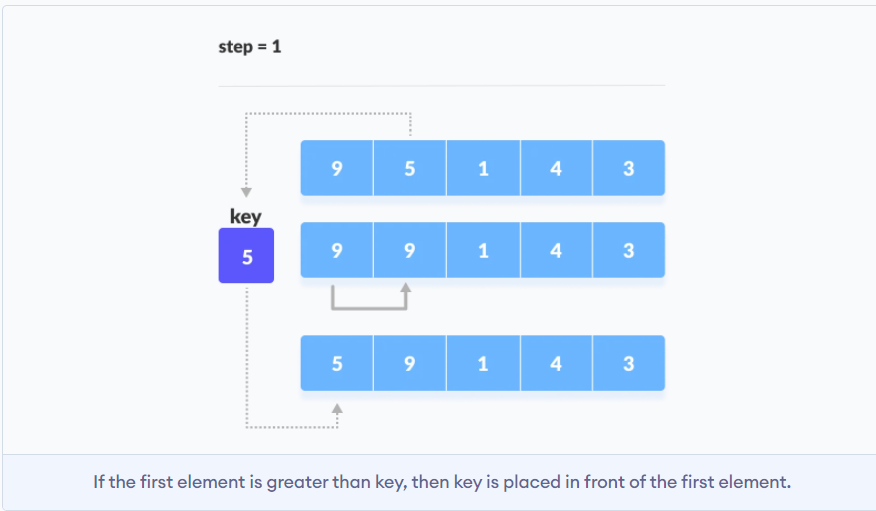 step = 1
9 5 1 4 3
key
5
9 9 1 4 3
5 9 1 4 3
If the first element is greater than key, then key is placed in front of the first element.